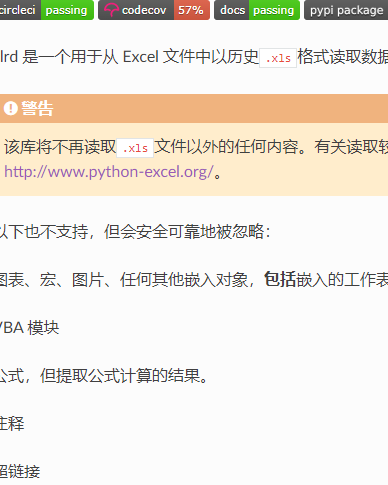 circleci passing codecov 57% docs passing pypi package
lrd 是一个用于从 Excel 文件中以历史 .xls 格式读取数据
警告
该库将不再读取 .xls 文件以外的任何内容。有关读取较
http://www.python-excel.org/。
以下也不支持，但会安全可靠地被忽略：
图表、宏、图片、任何其他嵌入对象，包括嵌入的工作表
VBA 模块
公式，但提取公式计算的结果。
注释
超链接